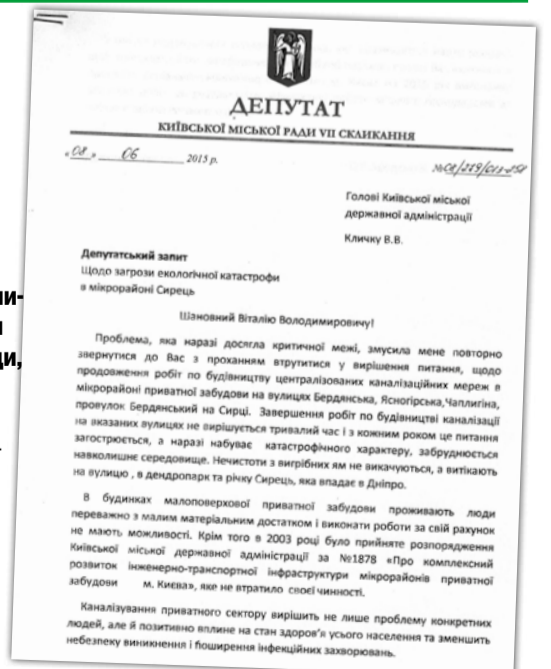 ДЕПУТАТ
КИЇВСЬКОЇ МІСЬКОЇ РАДИ VII СКЛИКАННЯ
«08» 06 2015 р.
Голові Київської міської
державної адміністрації
Кличку В.В.
Депутатський запит
Щодо загрози екологічної катастрофи
в мікрорайоні Сирець
Шановний Віталію Володимировичу!
Проблема, яка наразі досягла критичної межі, змусила мене повторно
звернутися до Вас з проханням втрутитися у вирішення питання, щодо
продовження робіт по будівництву централізованих каналізаційних мереж в
мікрорайоні приватної забудови на вулицях Бердянська, Ясногірська,Чаплигіна,
провулок Бердянський на Сирці. Завершення робіт по будівництві каналізації
на вказаних вулицях не вирішується тривалий час і з кожним роком це питання
загострюється, а наразі набуває катастрофічного характеру, забруднюється
навколишнє середовище. Нечистоти з вигрібних ям не викачуються, а витікають
на вулицю , в дендропарк та річку Сирець, яка впадає в Дніпро.
В будинках малоповерхової приватної забудови проживають люди
переважно з малим матеріальним достатком і виконати роботи за свій рахунок
не мають можливості. Крім того в 2003 році було прийняте розпорядження
Київської міської державної адміністрації за №1878 «Про комплексний
розвиток інженерно-транспортної інфраструктури мікрорайонів приватної
забудови м. Києва», яке не втратило своєї чинності.
Каналізування приватного сектору вирішить не лише проблему конкретних
людей, але й позитивно вплине на стан здоров'я усього населення та зменшить
небезпеку виникнення і поширення інфекційних захворювань.
ни-
ди,